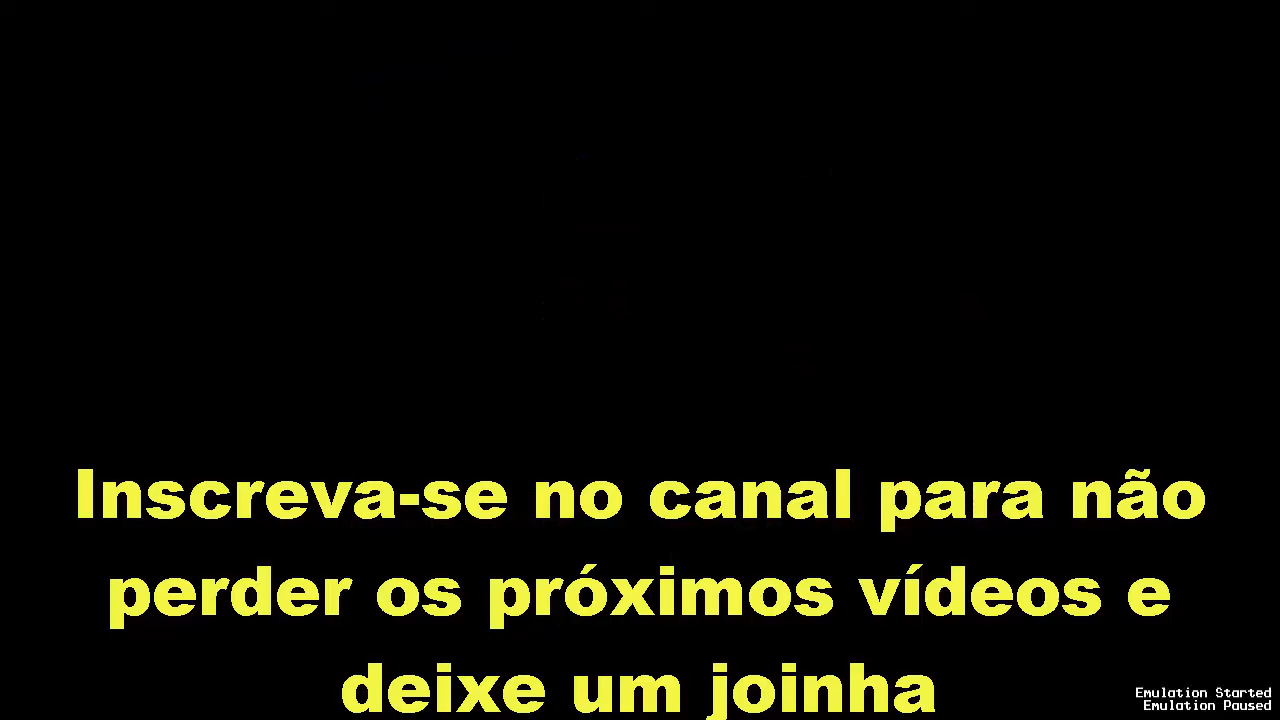 Inscreva-se no canal para não
perder os próximos vídeos e
deixe um joinha
Emulation Started
Emulation Paused